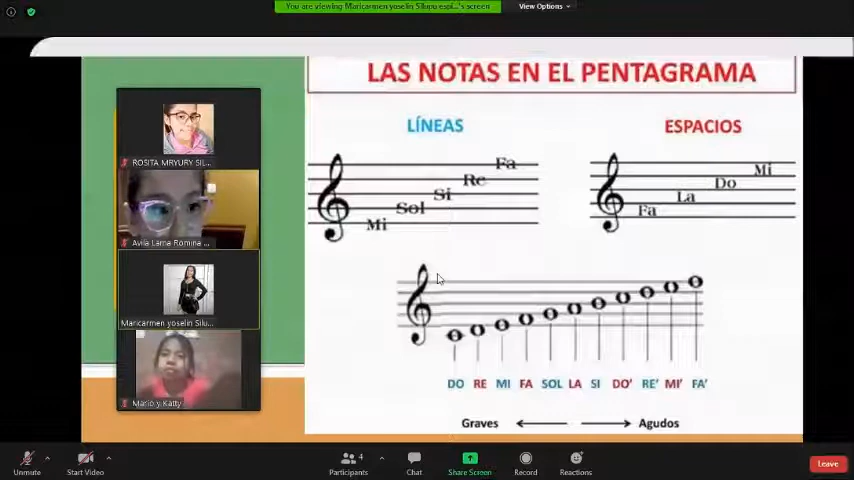 You are viewing Maricarmen yoselin Silupu espi...'s screen
View Options
LAS NOTAS EN EL PENTAGRAMA
LÍNEAS
ESPACIOS
Fa
Re
Si
Sol
Mi
Mi
Do
La
Fa
ROSITA MRYURY SIL...
Avila Lama Romina ...
Maricarmen yoselin Silu...
Mario y Katty
DO RE MI FA SOL LA SI DO' RE' MI' FA'
Graves
Agudos
Unmute
Start Video
4
Participants
Chat
Share Screen
Record
Reactions
Leave